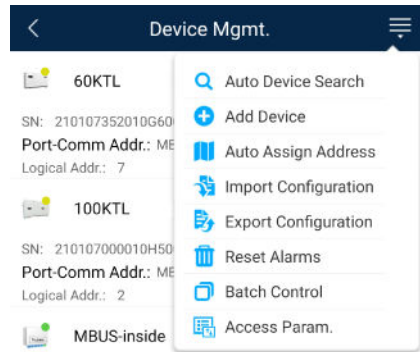 Device Mgmt.
60KTL
SN: 210107352010G60
Port-Comm Addr.: ME
Logical Addr.: 7
100KTL
SN: 210107000010H50
Port-Comm Addr.: ME
Logical Addr.: 2
MBUS-inside
Auto Device Search
Add Device
Auto Assign Address
Import Configuration
Export Configuration
Reset Alarms
Batch Control
Access Param.